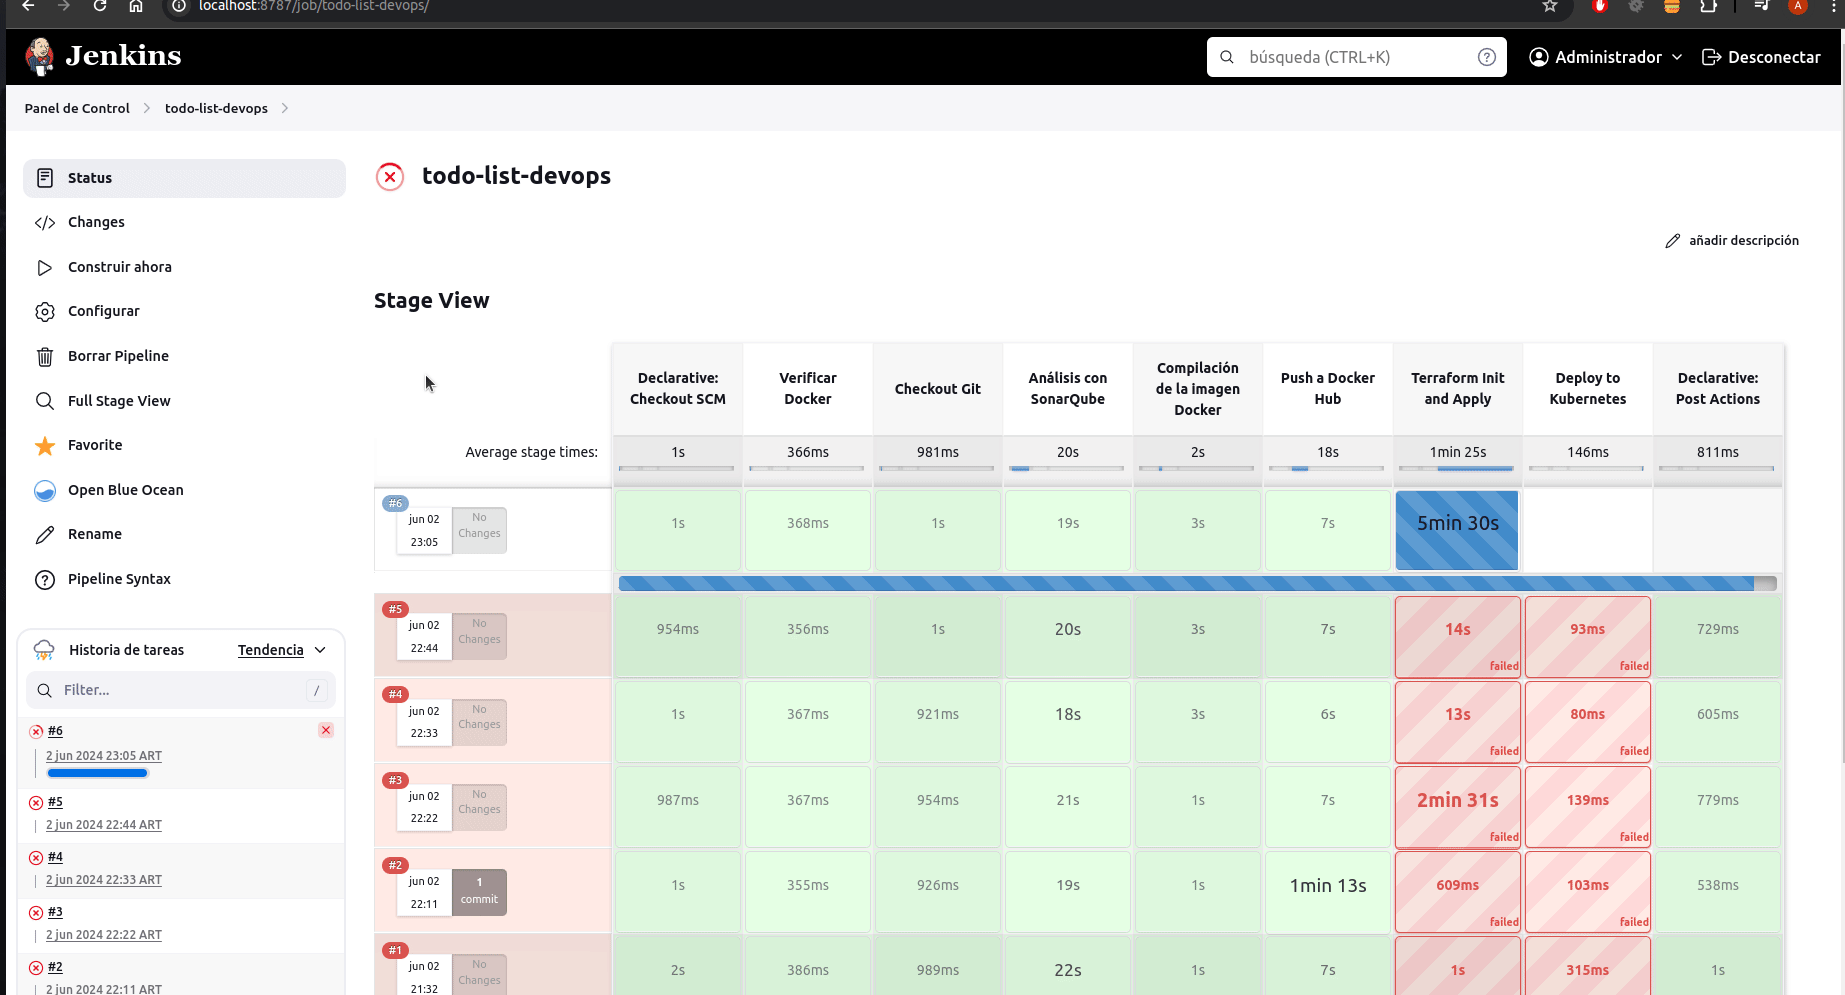 localhost:8787/job/todo-list-devops/
A
Jenkins
búsqueda (CTRL+K)
?
Administrador
Desconectar
Panel de Control
todo-list-devops
Status
Changes
Construir ahora
Configurar
Borrar Pipeline
Full Stage View
Favorite
Open Blue Ocean
Rename
Pipeline Syntax
Historia de tareas
Tendencia
Filter...
/
#6
2 jun 2024 23:05 ART
#5
2 jun 2024 22:44 ART
#4
2 jun 2024 22:33 ART
#3
2 jun 2024 22:22 ART
#2
2 jun 2024 22:11 ART
todo-list-devops
añadir descripción
Stage View
Declarative:
Checkout SCM
Verificar
Docker
Checkout Git
Análisis con
SonarQube
Compilación
de la imagen
Docker
Push a Docker
Hub
Terraform Init
and Apply
Deploy to
Kubernetes
Declarative:
Post Actions
Average stage times:
1s 366ms 981ms 20s 2s 18s 1min 25s 146ms 811ms
#6
jun 02
23:05
No
Changes
1s 368ms 1s 19s 3s 7s 5min 30s
#5
jun 02
22:44
No
Changes
954ms 356ms 1s 20s 3s 7s 14s 93ms 729ms
failed failed
#4
jun 02
22:33
No
Changes
1s 367ms 921ms 18s 3s 6s 13s 80ms 605ms
failed failed
#3
jun 02
22:22
No
Changes
987ms 367ms 954ms 21s 1s 7s 2min 31s 139ms 779ms
failed failed
#2
jun 02
22:11
1
commit
1s 355ms 926ms 19s 1s 1min 13s 609ms 103ms 538ms
failed failed
#1
jun 02
21:32
No
Changes
2s 386ms 989ms 22s 1s 7s 1s 315ms 1s